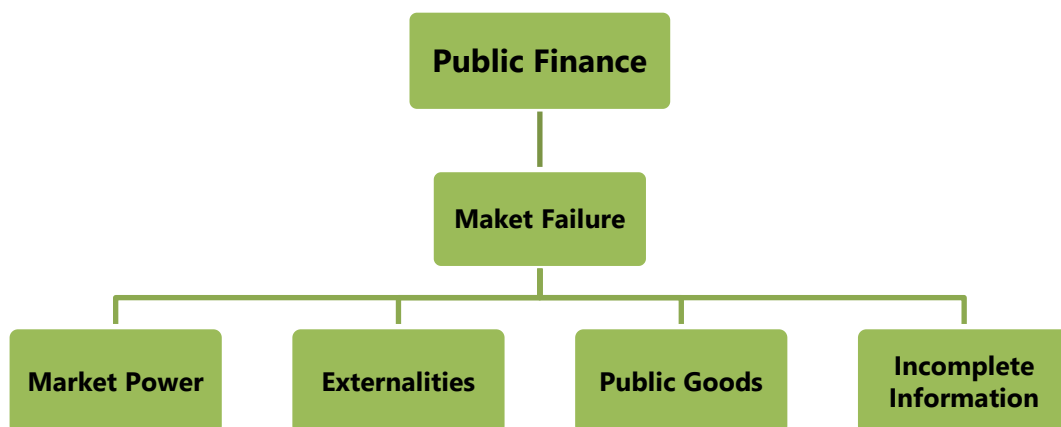 Public Finance
Maket Failure
Market Power
Externalities
Public Goods
Incomplete
Information